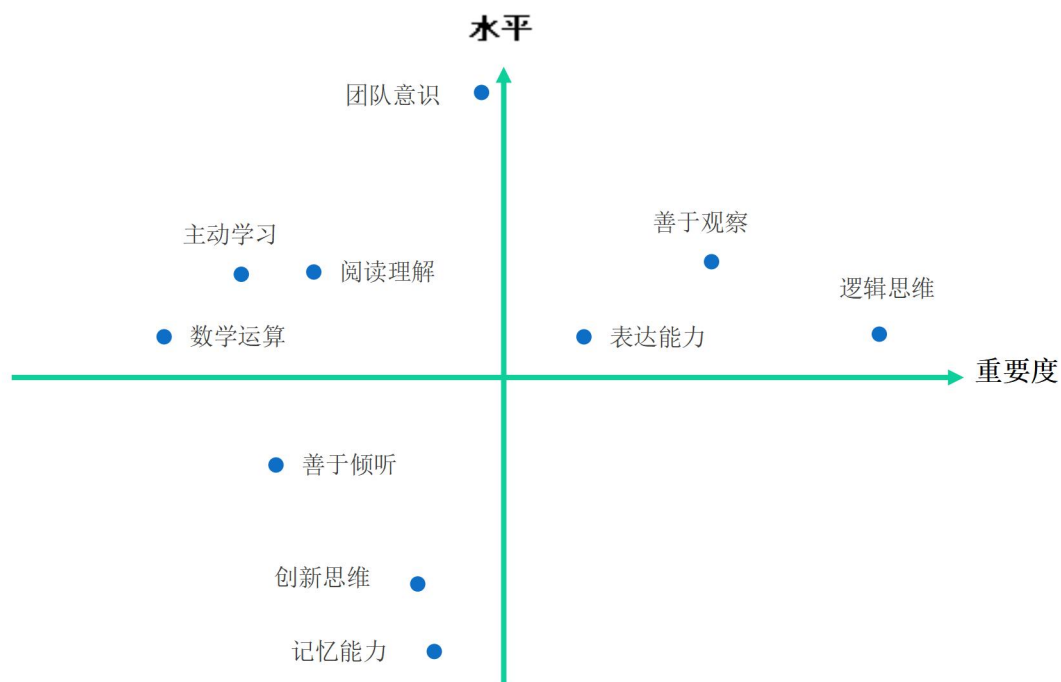 水平
团队意识
善于观察
主动学习
阅读理解
逻辑思维
数学运算
表达能力
重要度
善于倾听
创新思维
记忆能力